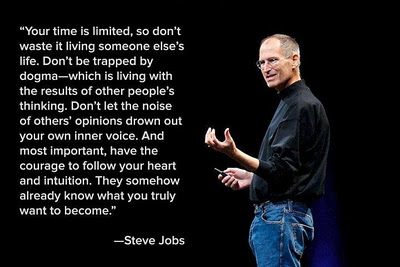 “Your time is limited, so don’t
waste it living someone else’s
life. Don’t be trapped by
dogma—which is living with
the results of other people’s
thinking. Don’t let the noise
of others’ opinions drown out
your own inner voice. And
most important, have the
courage to follow your heart
and intuition. They somehow
already know what you truly
want to become.”
—Steve Jobs